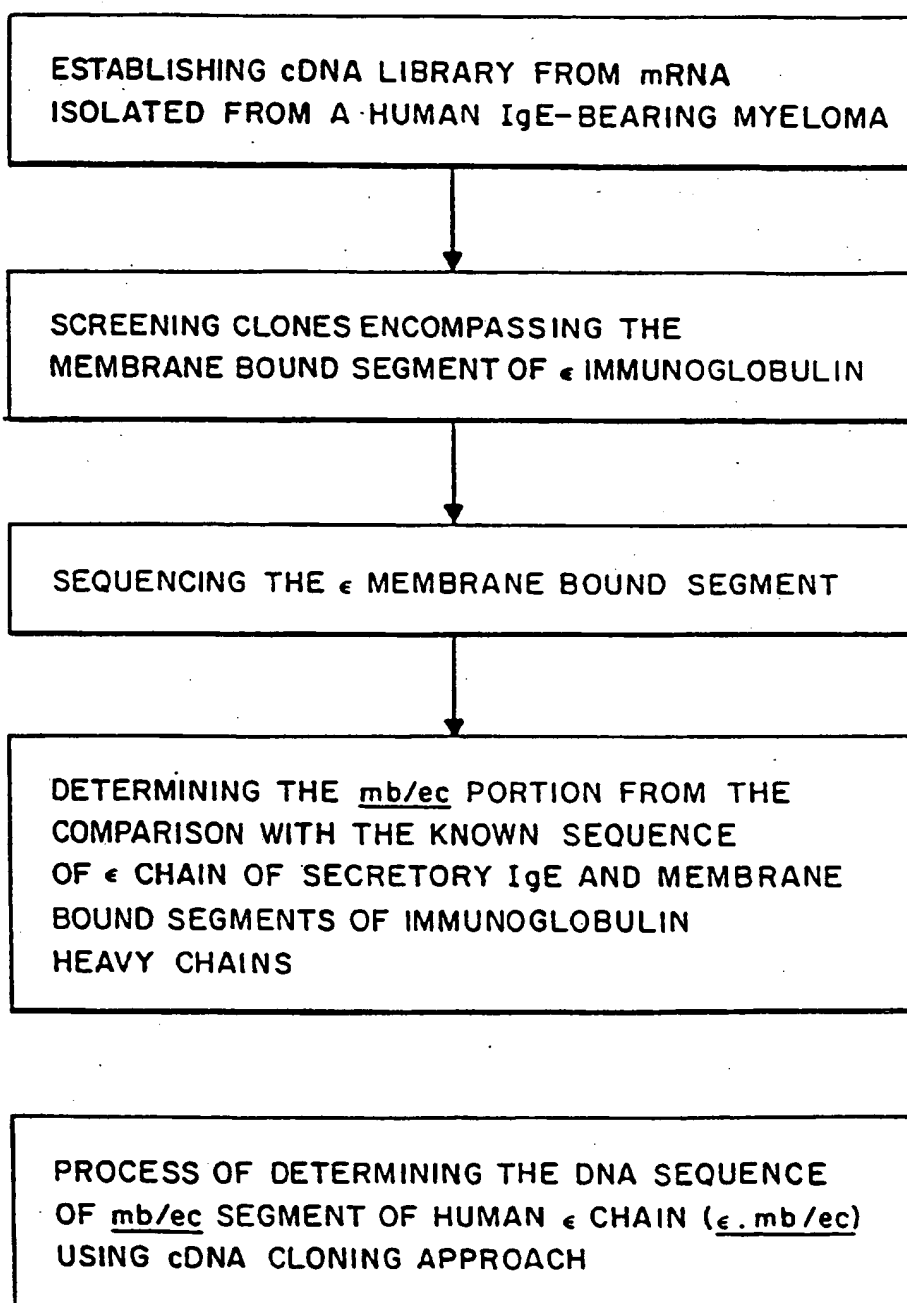 ESTABLISHING cDNA LIBRARY FROM mRNA
ISOLATED FROM A HUMAN IgE-BEARING MYELOMA
SCREENING CLONES ENCOMPASSING THE
MEMBRANE BOUND SEGMENT OF ϵ IMMUNOGLOBULIN
SEQUENCING THE ϵ MEMBRANE BOUND SEGMENT
DETERMINING THE mb/ec PORTION FROM THE
COMPARISON WITH THE KNOWN SEQUENCE
OF ϵ CHAIN OF SECRETORY IgE AND MEMBRANE
BOUND SEGMENTS OF IMMUNOGLOBULIN
HEAVY CHAINS
PROCESS OF DETERMINING THE DNA SEQUENCE
OF mb/ec SEGMENT OF HUMAN ϵ CHAIN (ϵ.mb/ec)
USING cDNA CLONING APPROACH